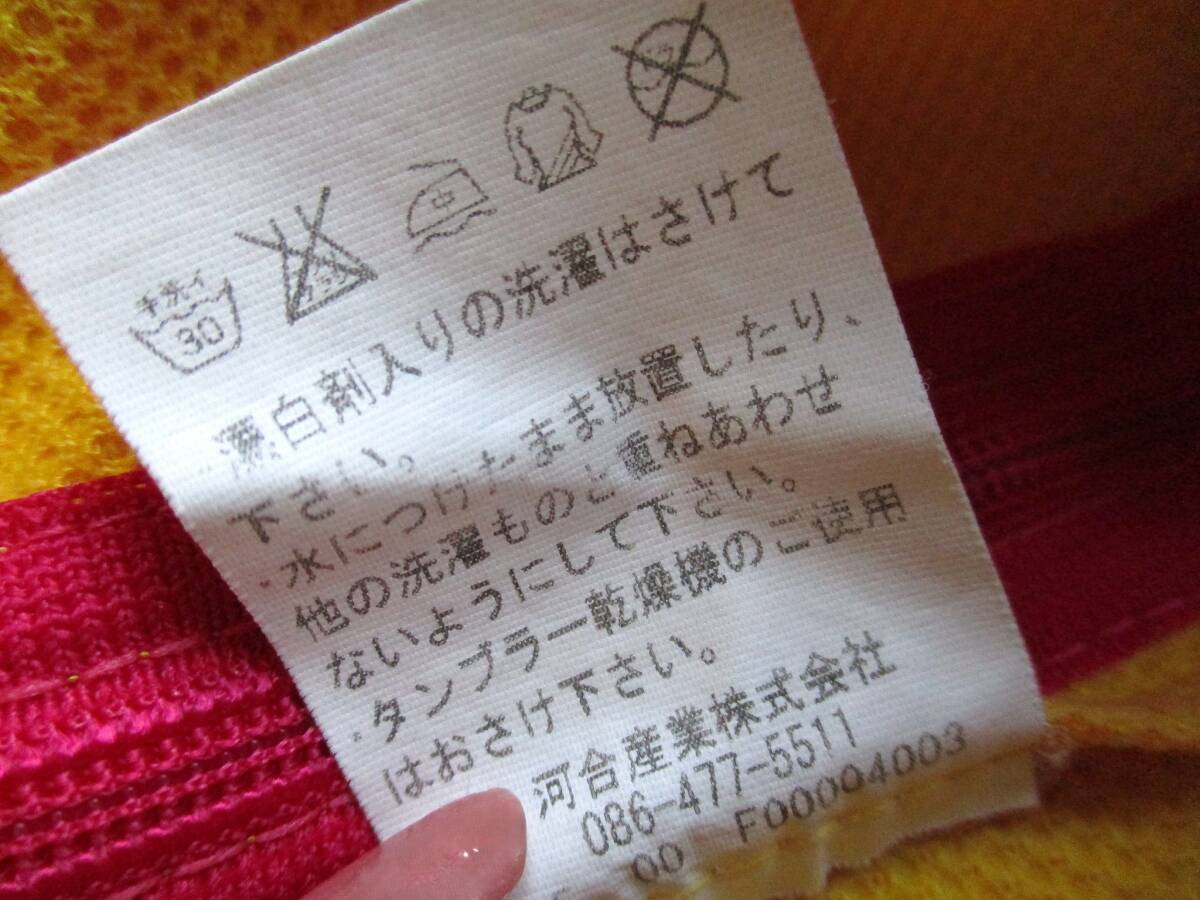 手洗イ
30
・漂白剤入りの洗濯はさけて
下さい。
・水につけたまま放置したり、
他の洗濯ものと重ねあわせ
ないようにして下さい。
・タンブラー乾燥機のご使用
はおさけ下さい。
河合産業株式会社
086-477-5511
00 F00004003